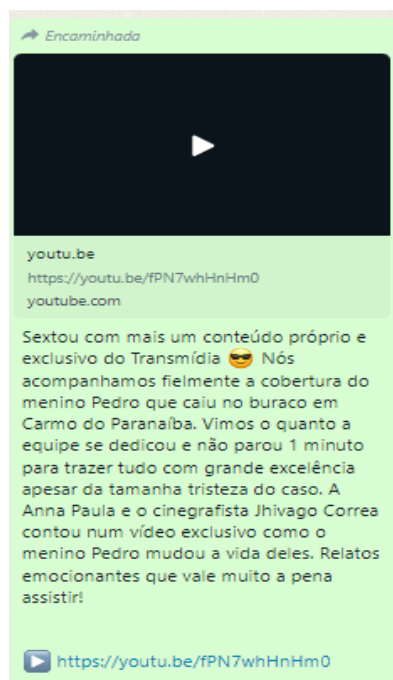 Encaminhada
youtu.be
https://youtu.be/fPN7whHnHm0
youtube.com
Sextou com mais um conteúdo próprio e
exclusivo do Transmídia 😎 Nós
acompanhamos fielmente a cobertura do
menino Pedro que caiu no buraco em
Carmo do Paranaíba. Vimos o quanto a
equipe se dedicou e não parou 1 minuto
para trazer tudo com grande excelência
apesar da tamanha tristeza do caso. A
Anna Paula e o cinegrafista Jhivago Correa
contou num vídeo exclusivo como o
menino Pedro mudou a vida deles. Relatos
emocionantes que vale muito a pena
assistir!
▶️ https://youtu.be/fPN7whHnHm0